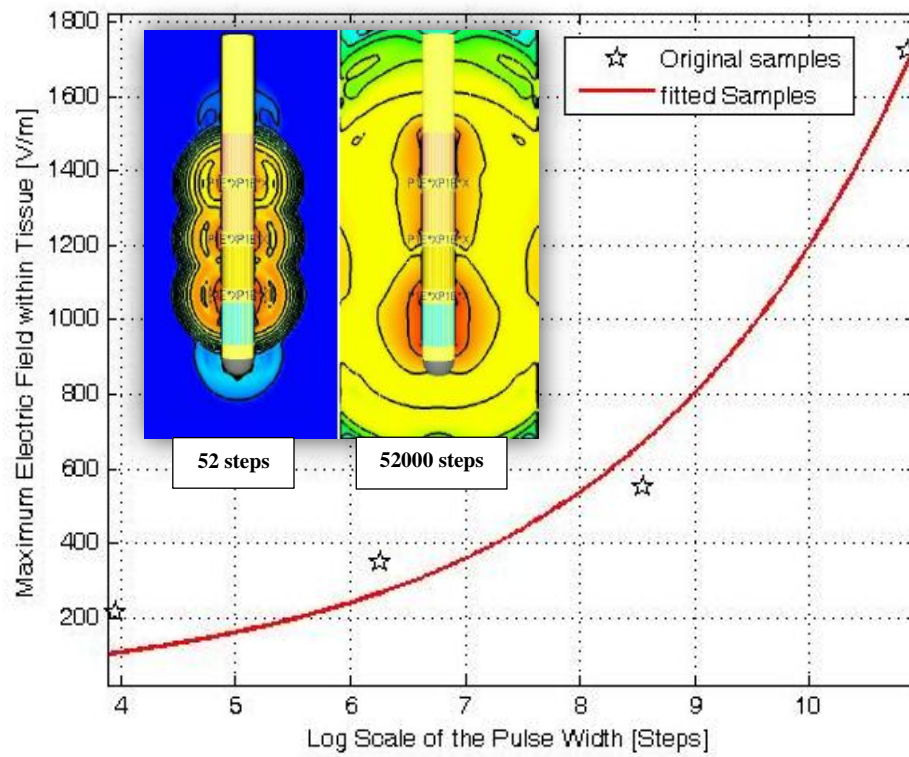 1800
1600
1400
1200
1000
800
600
400
200
Maximum Electric Field within Tissue [V/m]
Original samples
fitted Samples
52 steps
52000 steps
4
5
6
7
8
9
10
Log Scale of the Pulse Width [Steps]